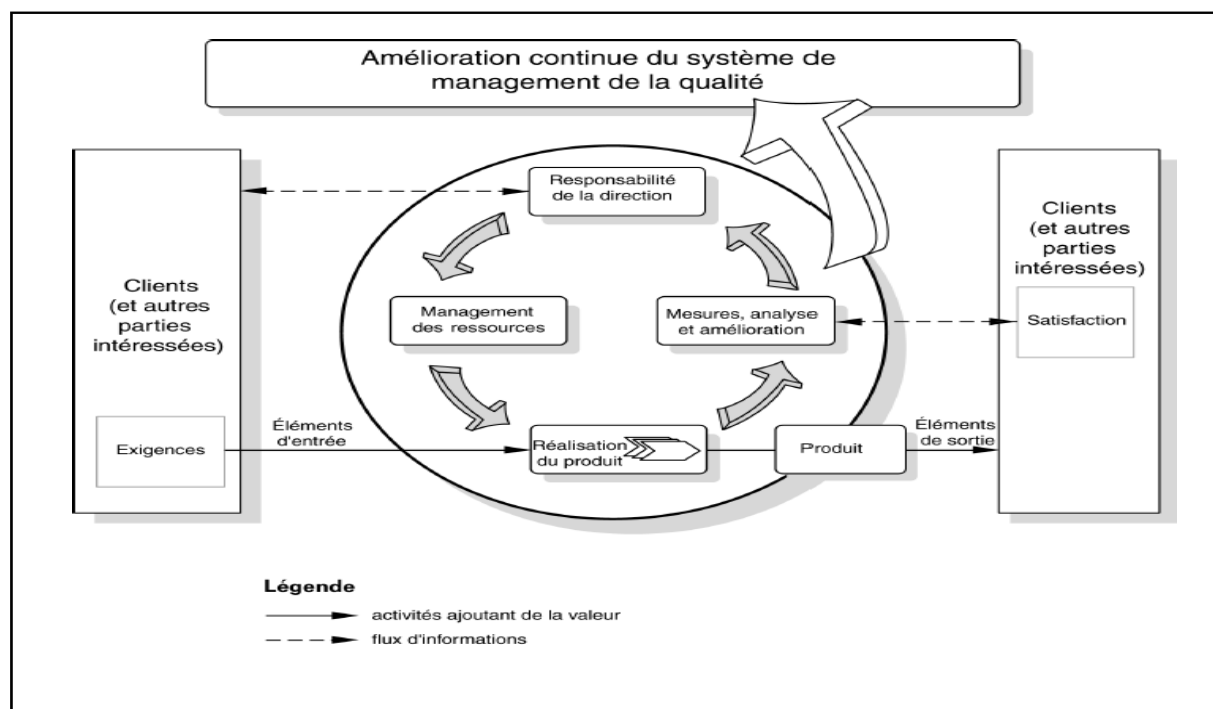 Amélioration continue du système de
management de la qualité
Responsabilité
de la direction
Clients
(et autres
parties
intéressées)
Clients
(et autres
parties
intéressées)
Management
des ressources
Mesures, analyse
et amélioration
Satisfaction
Exigences
Éléments
d'entrée
Réalisation
du produit
Produit
Éléments
de sortie
Légende
activités ajoutant de la valeur
flux d'informations